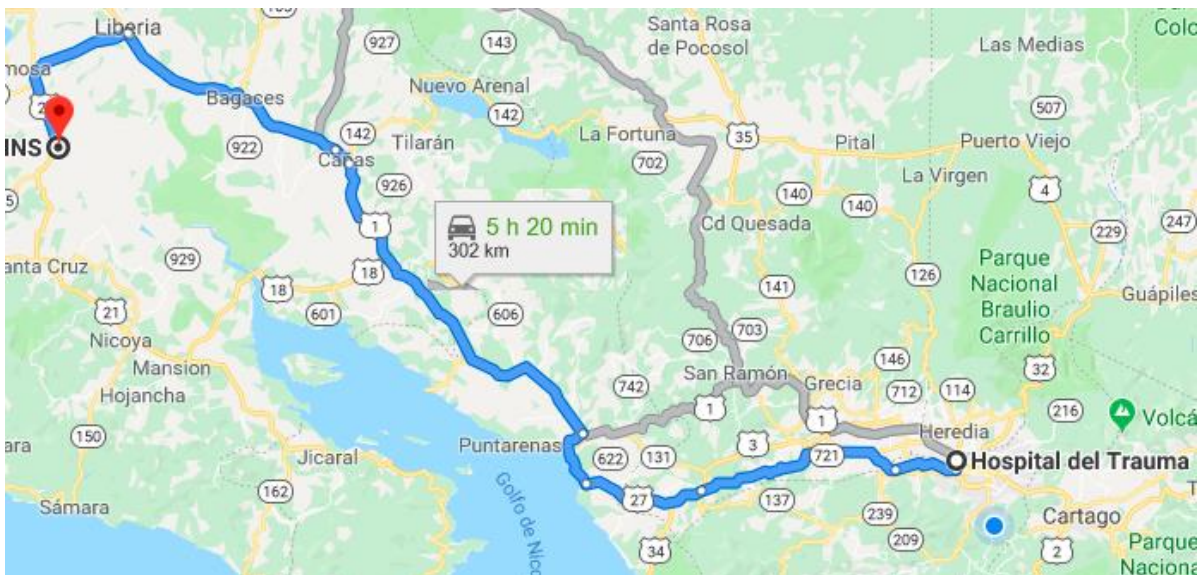 Liberia
927
143
Santa Rosa
de Pocosol
Las Medias
mosa
Bagaces
Nuevo Arenal
142
507
INS
922
142
Tilarán
La Fortuna
35
Pital
Puerto Viejo
Cañas
702
La Virgen
4
926
140
140
1
5 h 20 min
302 km
Cd Quesada
247
229
anta Cruz
929
18
126
Parque
Nacional
Braulio
Carrillo
18
601
141
Guápiles
21
606
Nicoya
706
703
Mansion
742
San Ramón
Grecia
146
712
114
32
Hojancha
1
1
216
Volcá
ara
150
Puntarenas
622
131
3
721
Heredia
Hospital del Trauma
Jicaral
162
27
137
Sámara
Golfo de Nico
239
Cartago
34
209
2
Parque
Naciona